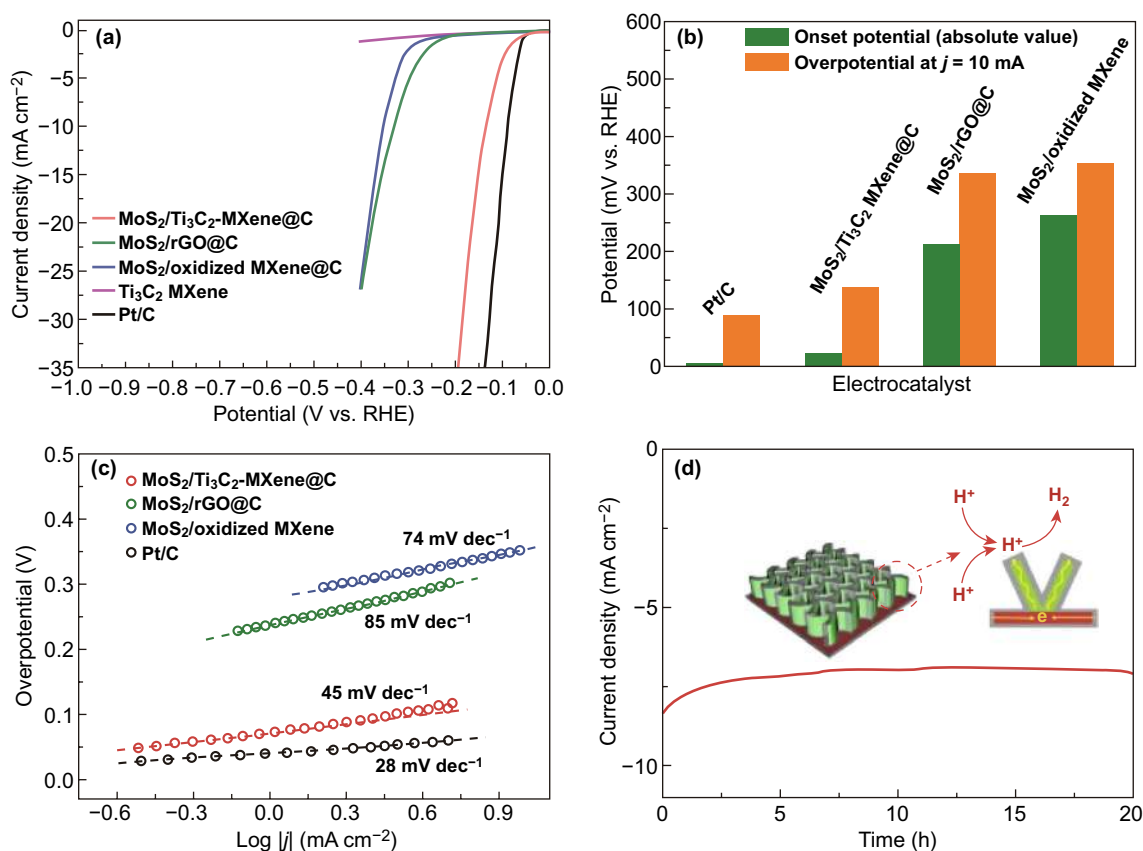 (a)
0
−5
−10
−15
−20
−25
−30
−35
Current density (mA cm⁻²)
MoS₂/Ti₃C₂-MXene@C
MoS₂/rGO@C
MoS₂/oxidized MXene@C
Ti₃C₂ MXene
Pt/C
−1.0 −0.9 −0.8 −0.7 −0.6 −0.5 −0.4 −0.3 −0.2 −0.1 0.0
Potential (V vs. RHE)
(b)
600
500
400
300
200
100
0
Potential (mV vs. RHE)
Onset potential (absolute value)
Overpotential at j = 10 mA
Pt/C
MoS₂/Ti₃C₂ MXene@C
MoS₂/rGO@C
MoS₂/oxidized MXene
Electrocatalyst
(c)
0.5
0.4
0.3
0.2
0.1
0.0
Overpotential (V)
MoS₂/Ti₃C₂-MXene@C
MoS₂/rGO@C
MoS₂/oxidized MXene
Pt/C
74 mV dec⁻¹
85 mV dec⁻¹
45 mV dec⁻¹
28 mV dec⁻¹
−0.6 −0.3 0.0 0.3 0.6 0.9
Log |j| (mA cm⁻²)
(d)
0
−5
−10
Current density (mA cm⁻²)
H⁺
H₂
H⁺
H⁺
e
0 5 10 15 20
Time (h)